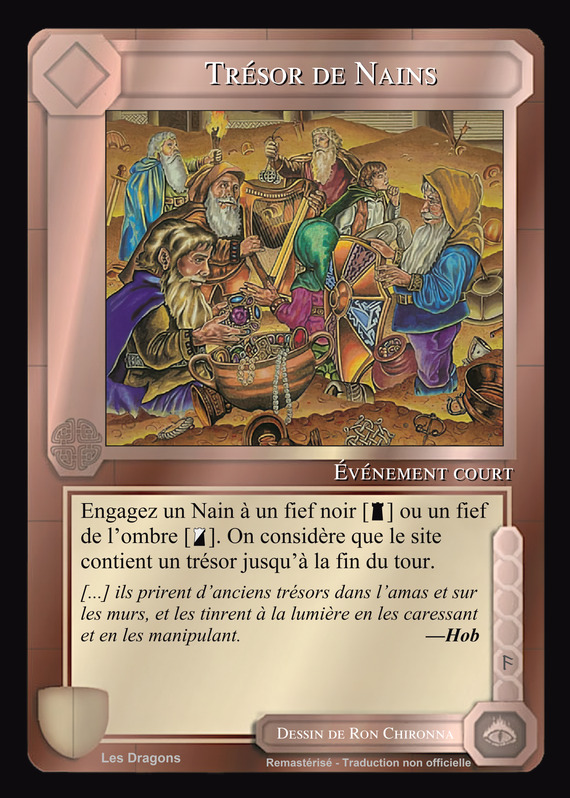 Trésor de Nains
Événement court
Engagez un Nain à un fief noir [ ] ou un fief
de l'ombre [ ]. On considère que le site
contient un trésor jusqu'à la fin du tour.
[...] ils prirent d'anciens trésors dans l'amas et sur
les murs, et les tinrent à la lumière en les caressant
et en les manipulant. —Hob
Dessin de Ron Chironna
Les Dragons
Remastérisé - Traduction non officielle